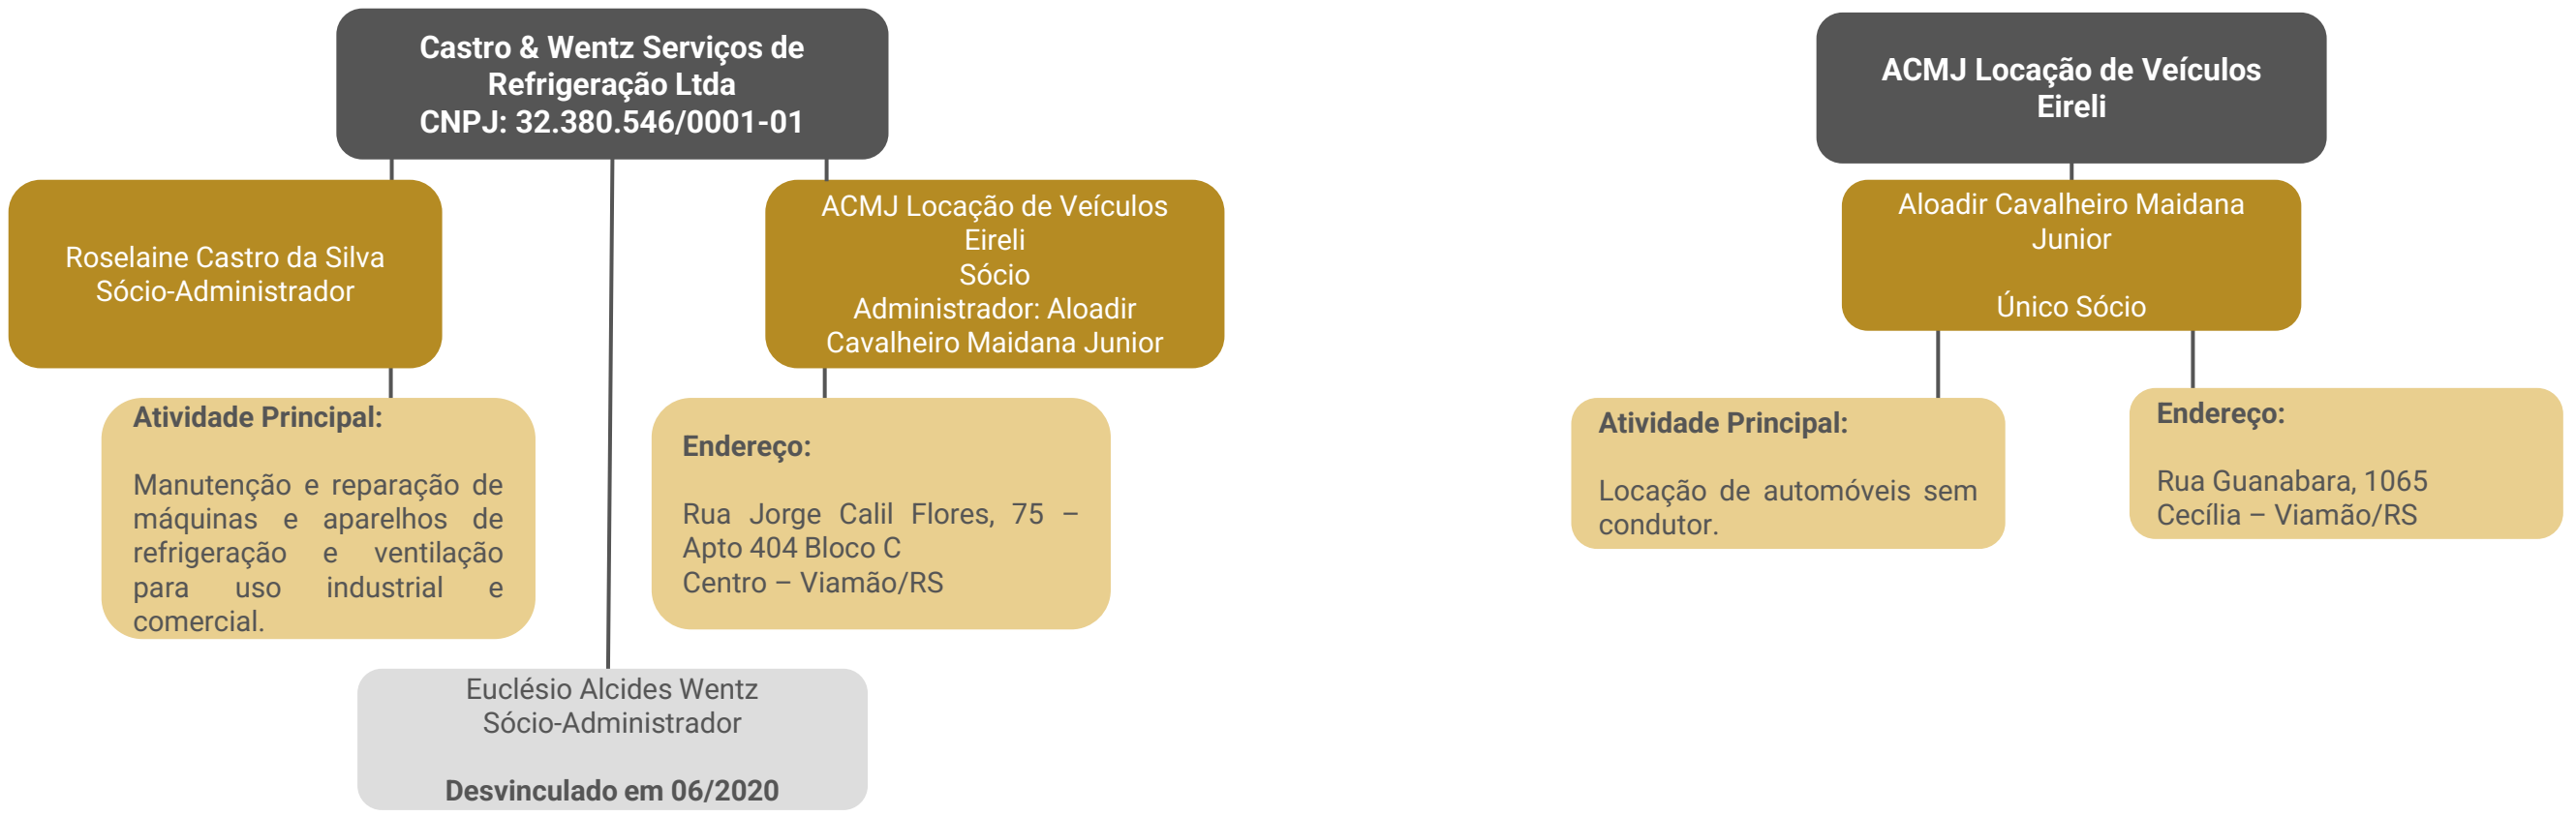 Castro & Wentz Serviços de
Refrigeração Ltda
CNPJ: 32.380.546/0001-01
Roselaine Castro da Silva
Sócio-Administrador
ACMJ Locação de Veículos
Eireli
Sócio
Administrador: Aloadir
Cavalheiro Maidana Junior
Atividade Principal:
Manutenção e reparação de
máquinas e aparelhos de
refrigeração e ventilação
para uso industrial e
comercial.
Endereço:
Rua Jorge Calil Flores, 75 –
Apto 404 Bloco C
Centro – Viamão/RS
Euclésio Alcides Wentz
Sócio-Administrador
Desvinculado em 06/2020
ACMJ Locação de Veículos
Eireli
Aloadir Cavalheiro Maidana
Junior
Único Sócio
Atividade Principal:
Locação de automóveis sem
condutor.
Endereço:
Rua Guanabara, 1065
Cecília – Viamão/RS